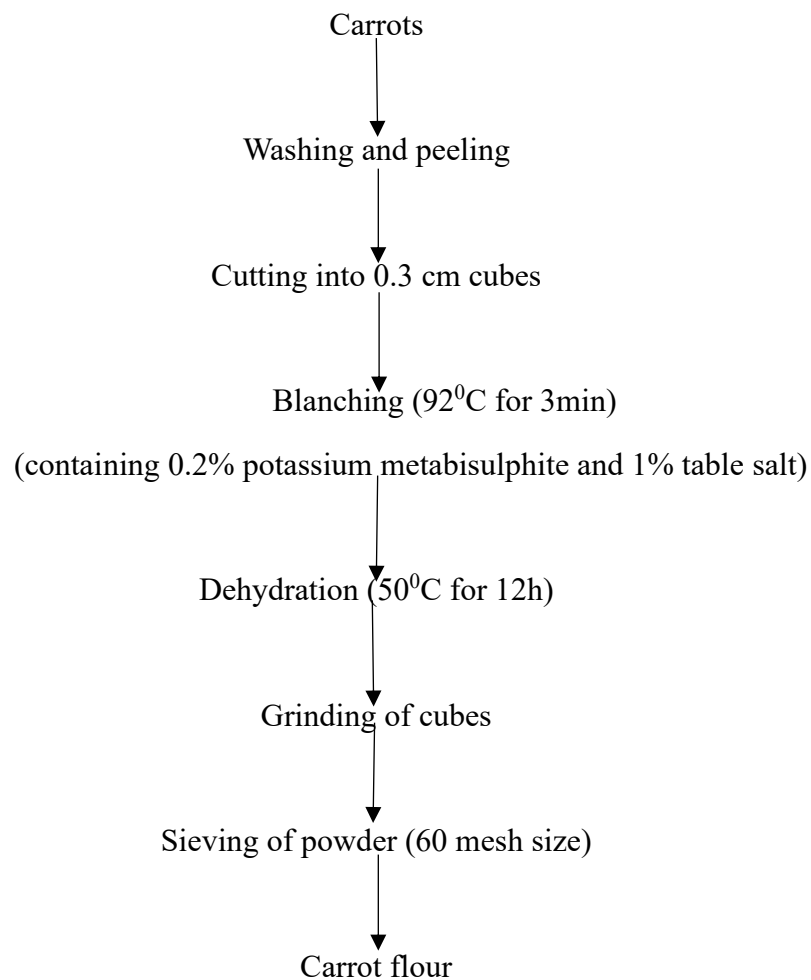 Carrots
Washing and peeling
Cutting into 0.3 cm cubes
Blanching (92⁰C for 3min)
(containing 0.2% potassium metabisulphite and 1% table salt)
Dehydration (50⁰C for 12h)
Grinding of cubes
Sieving of powder (60 mesh size)
Carrot flour